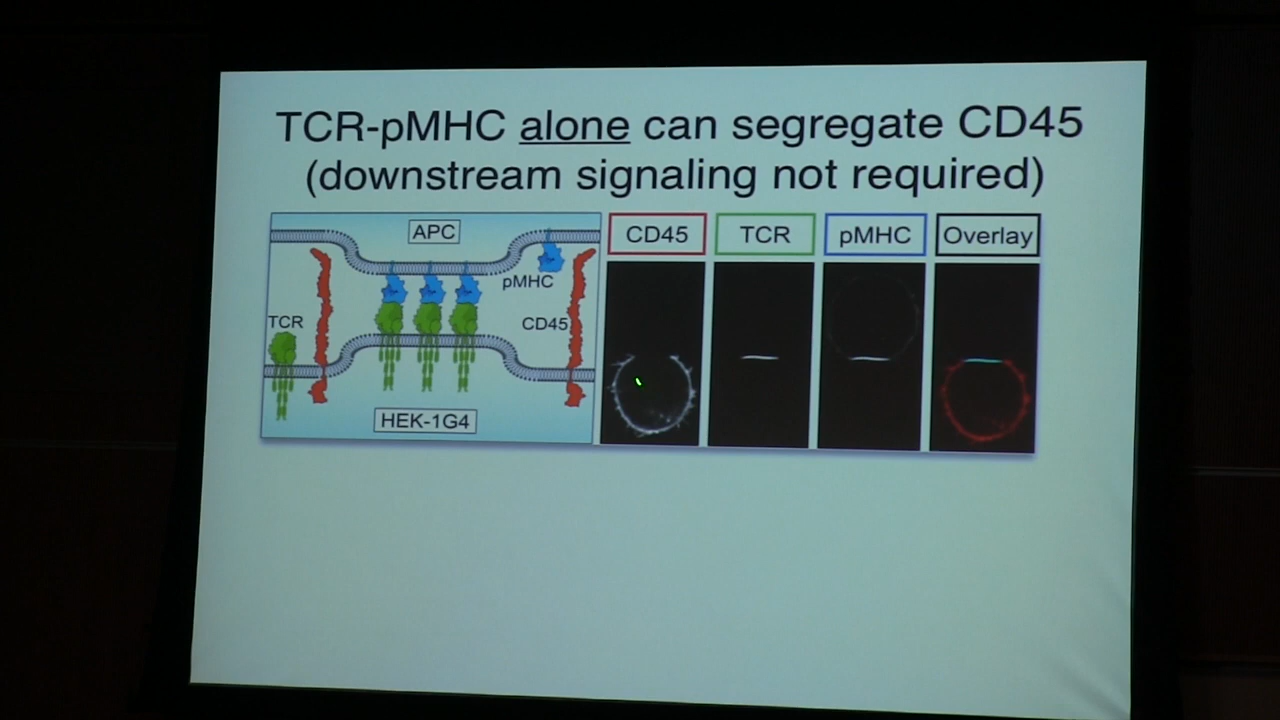 TCR-pMHC alone can segregate CD45
(downstream signaling not required)
APC
pMHC
TCR
CD45
HEK-1G4
CD45
TCR
pMHC
Overlay